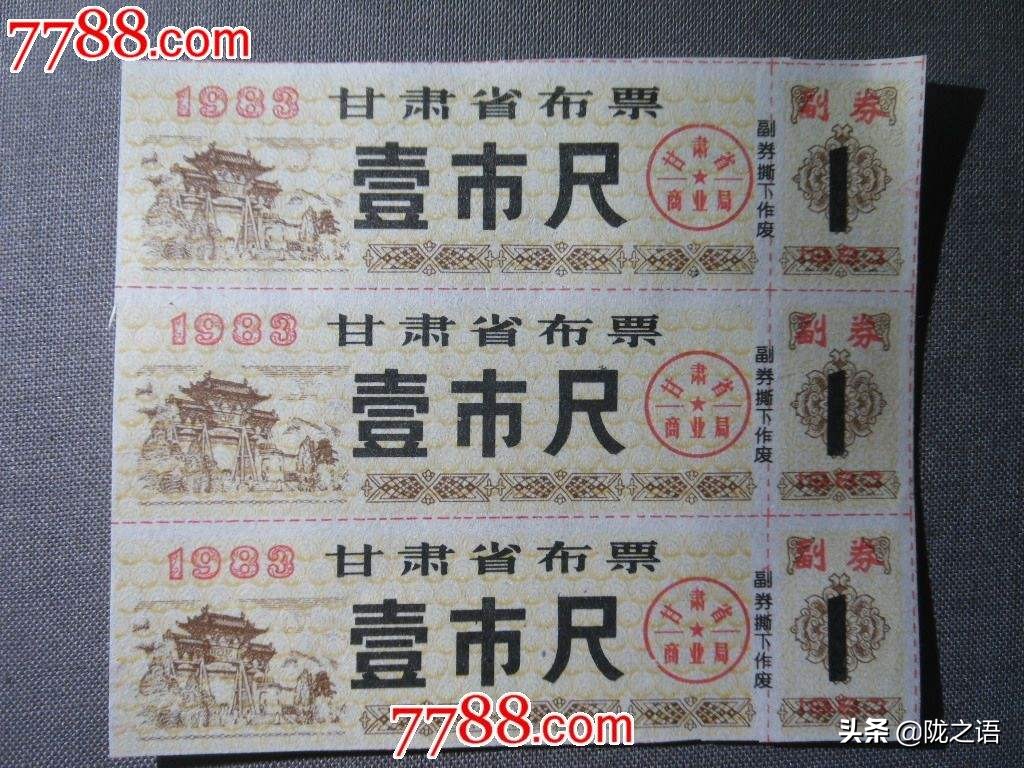 7788.com
1983 甘肃省布票 副券
壹市尺 1
甘肃省
商业局
副券撕下作废
1983
1983 甘肃省布票 副券
壹市尺 1
甘肃省
商业局
副券撕下作废
1983
1983 甘肃省布票 副券
壹市尺 1
甘肃省
商业局
副券撕下作废
1983
7788.com
头条 @陇之语